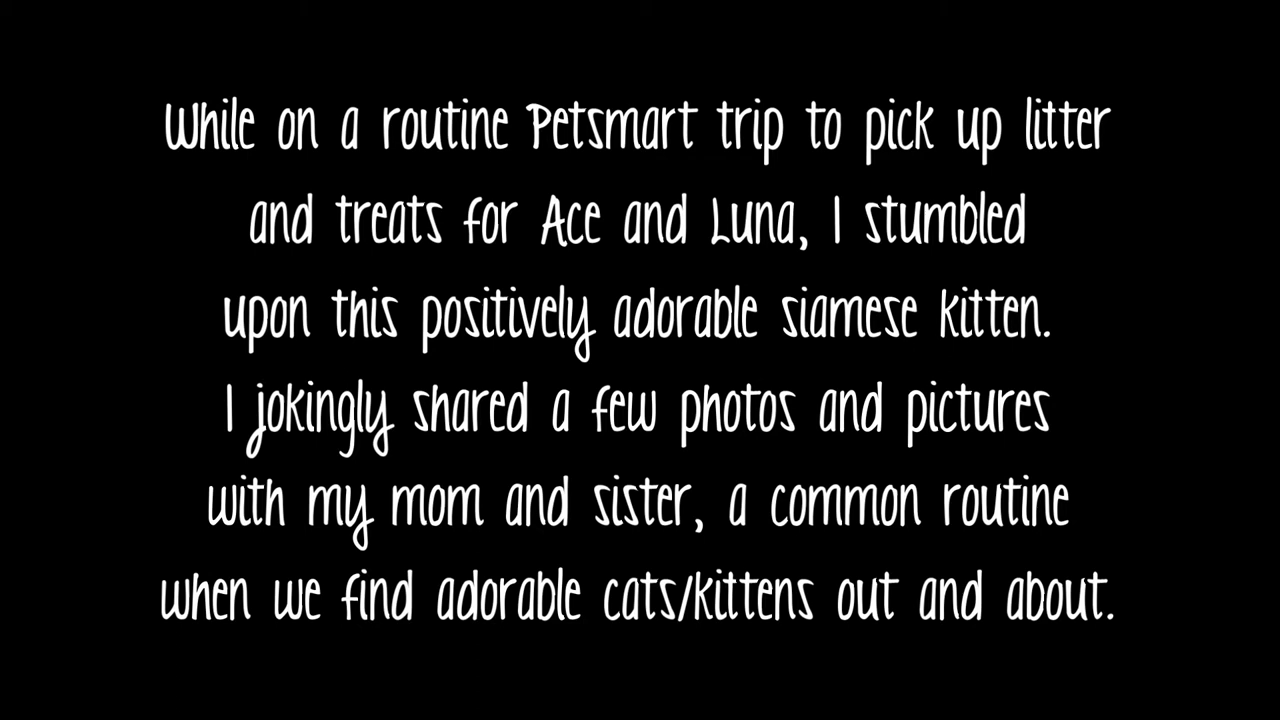 While on a routine Petsmart trip to pick up litter
and treats for Ace and Luna, I stumbled
upon this positively adorable siamese kitten.
I jokingly shared a few photos and pictures
with my mom and sister, a common routine
when we find adorable cats/kittens out and about.